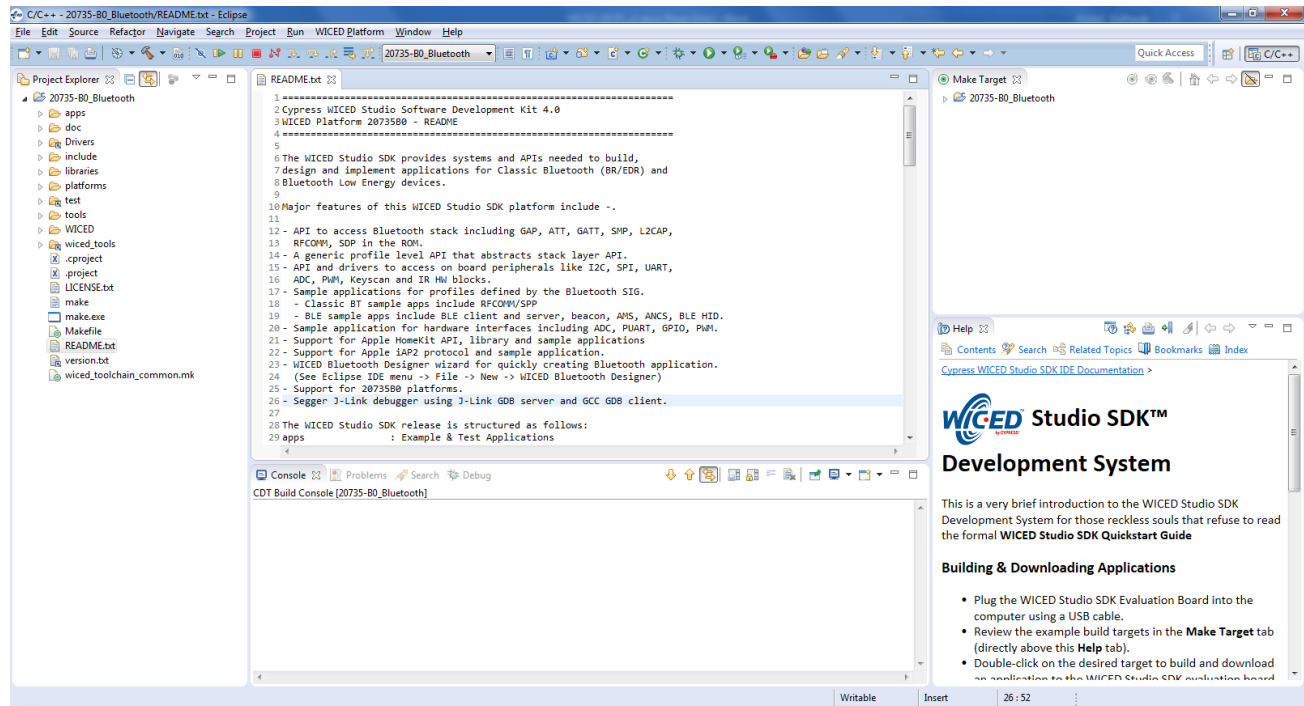 C/C++ - 20735-B0_Bluetooth/README.txt - Eclipse
File Edit Source Refactor Navigate Search Project Run WICED Platform Window Help
20735-B0_Bluetooth
Quick Access
C/C++
Project Explorer
20735-B0_Bluetooth
apps
doc
Drivers
include
libraries
platforms
test
tools
WICED
wiced_tools
.cproject
.project
LICENSE.txt
make
make.exe
Makefile
README.txt
version.txt
wiced_toolchain_common.mk
README.txt
1 =====================================================================
2 Cypress WICED Studio Software Development Kit 4.0
3 WICED Platform 20735B0 - README
4 =====================================================================
5
6 The WICED Studio SDK provides systems and APIs needed to build,
7 design and implement applications for Classic Bluetooth (BR/EDR) and
8 Bluetooth Low Energy devices.
9
10 Major features of this WICED Studio SDK platform include -.
11
12 - API to access Bluetooth stack including GAP, ATT, GATT, SMP, L2CAP,
13 RFCOMM, SDP in the ROM.
14 - A generic profile level API that abstracts stack layer API.
15 - API and drivers to access on board peripherals like I2C, SPI, UART,
16 ADC, PWM, Keyscan and IR HW blocks.
17 - Sample applications for profiles defined by the Bluetooth SIG.
18 - Classic BT sample apps include RFCOMM/SPP
19 - BLE sample apps include BLE client and server, beacon, AMS, ANCS, BLE HID.
20 - Sample application for hardware interfaces including ADC, PUART, GPIO, PWM.
21 - Support for Apple HomeKit API, library and sample applications
22 - Support for Apple iAP2 protocol and sample application.
23 - WICED Bluetooth Designer wizard for quickly creating Bluetooth application.
24 (See Eclipse IDE menu -> File -> New -> WICED Bluetooth Designer)
25 - Support for 20735B0 platforms.
26 - Segger J-Link debugger using J-Link GDB server and GCC GDB client.
27
28 The WICED Studio SDK release is structured as follows:
29 apps : Example & Test Applications
Console Problems Search Debug
CDT Build Console [20735-B0_Bluetooth]
Make Target
20735-B0_Bluetooth
Help
Contents Search Related Topics Bookmarks Index
Cypress WICED Studio SDK IDE Documentation >
WICED by CYPRESS Studio SDK™
Development System
This is a very brief introduction to the WICED Studio SDK
Development System for those reckless souls that refuse to read
the formal WICED Studio SDK Quickstart Guide
Building & Downloading Applications
• Plug the WICED Studio SDK Evaluation Board into the
computer using a USB cable.
• Review the example build targets in the Make Target tab
(directly above this Help tab).
• Double-click on the desired target to build and download
an application to the WICED Studio SDK evaluation board
Writable Insert 26 : 52